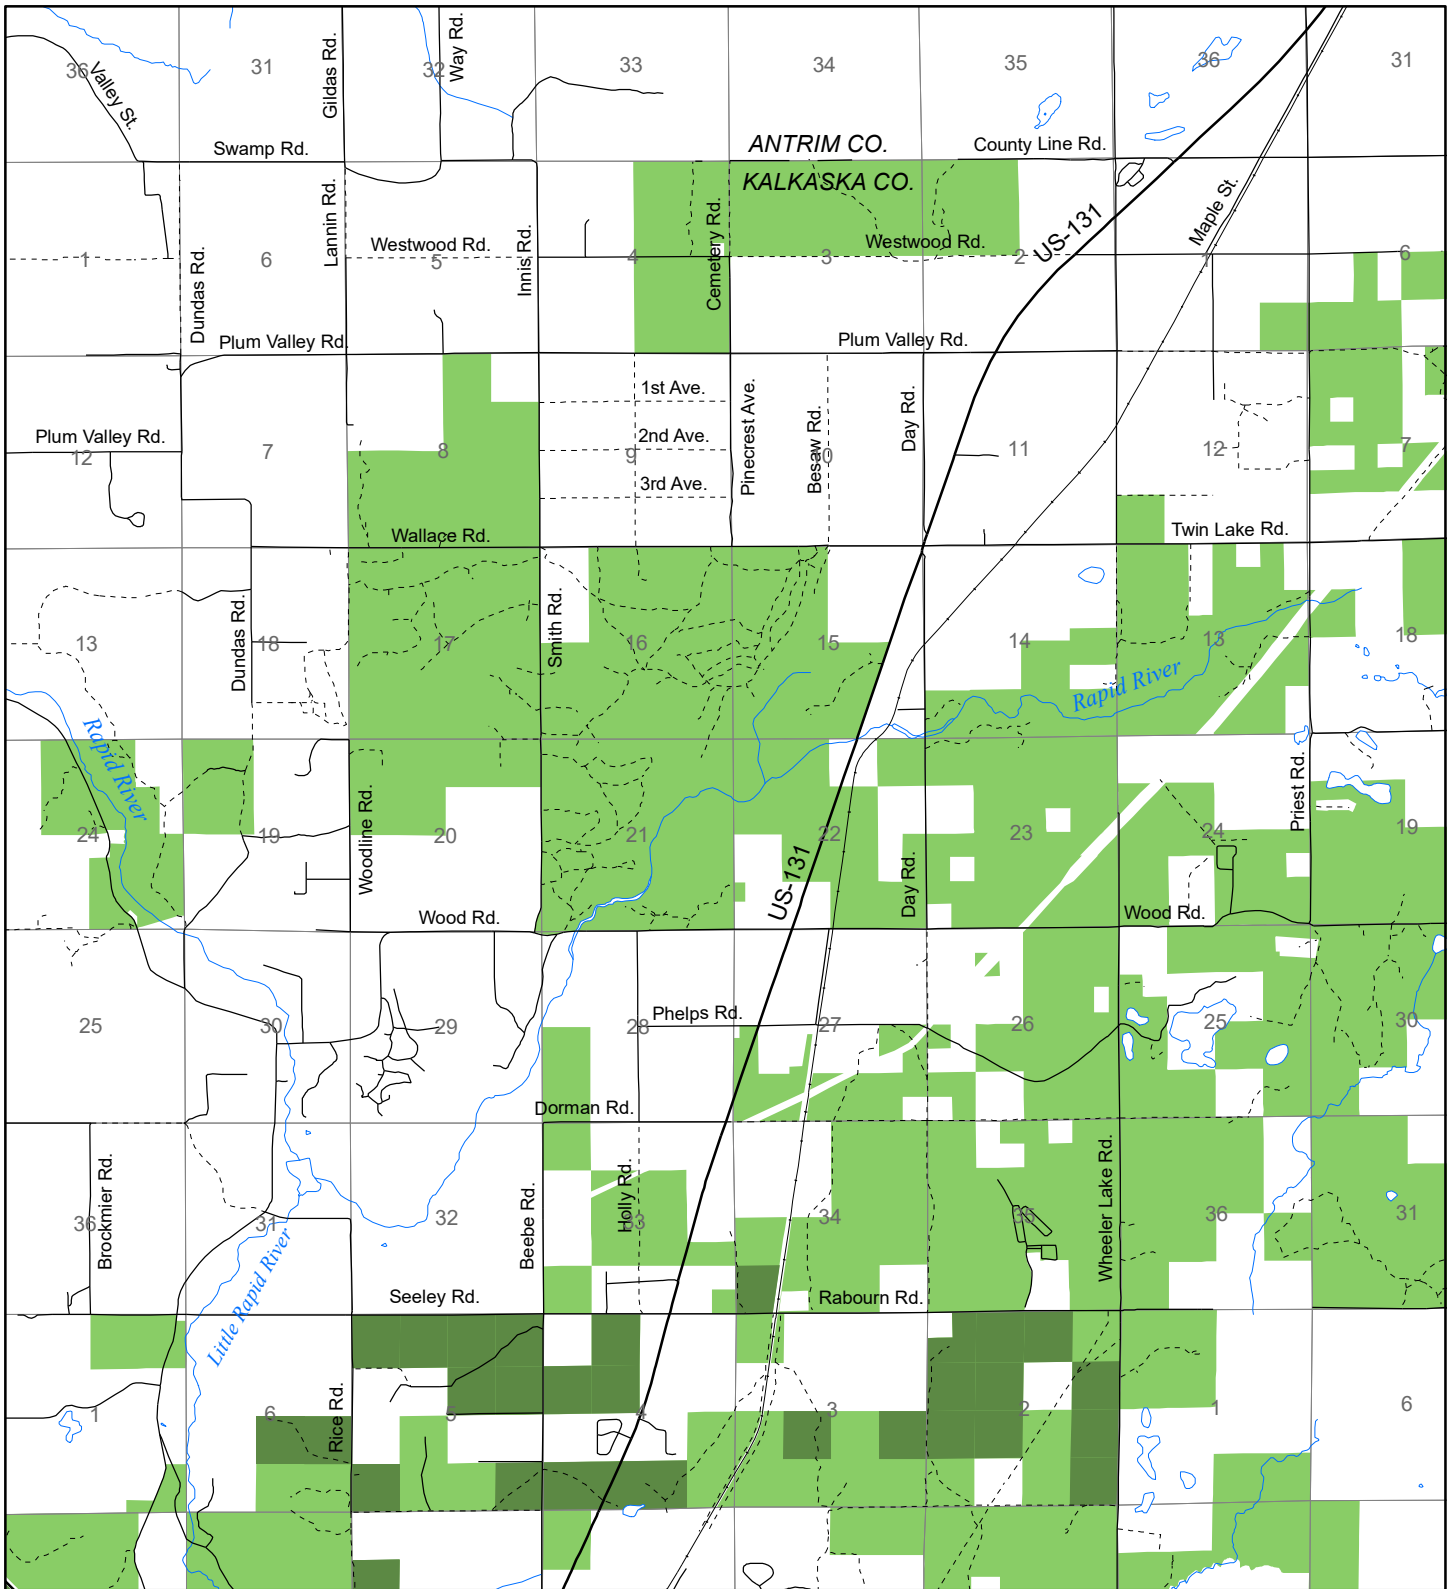 36
31
32
33
34
35
36
31
Valley St.
Gildas Rd.
Way Rd.
Swamp Rd.
ANTRIM CO.
County Line Rd.
KALKASKA CO.
Lannin Rd.
Dundas Rd.
Westwood Rd.
Innis Rd.
Cemetery Rd.
Westwood Rd.
US-131
Maple St.
1
6
5
4
3
2
1
6
Plum Valley Rd.
Plum Valley Rd.
1st Ave.
2nd Ave.
3rd Ave.
Pinecrest Ave.
Besaw Rd.
Day Rd.
Plum Valley Rd.
12
7
8
9
10
11
12
7
Wallace Rd.
Twin Lake Rd.
Dundas Rd.
Smith Rd.
13
18
17
16
15
14
13
18
Rapid River
Rapid River
Priest Rd.
Woodline Rd.
24
19
20
21
22
23
24
19
US-131
Day Rd.
Wood Rd.
Wood Rd.
25
30
29
28
27
26
25
30
Phelps Rd.
Dorman Rd.
Brockmier Rd.
Beebe Rd.
Holly Rd.
Wheeler Lake Rd.
36
31
32
33
34
35
36
31
Little Rapid River
Seeley Rd.
Rabourn Rd.
Rice Rd.
1
6
5
4
3
2
1
6